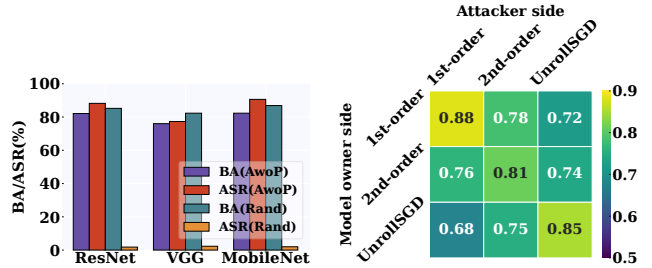 BA/ASR(%)
100
80
60
40
20
0
BA(AwoP)
ASR(AwoP)
BA(Rand)
ASR(Rand)
ResNet VGG MobileNet
Attacker side
1st-order 2nd-order UnrollSGD
Model owner side
1st-order 0.88 0.78 0.72
2nd-order 0.76 0.81 0.74
UnrollSGD 0.68 0.75 0.85
0.9
0.8
0.7
0.6
0.5